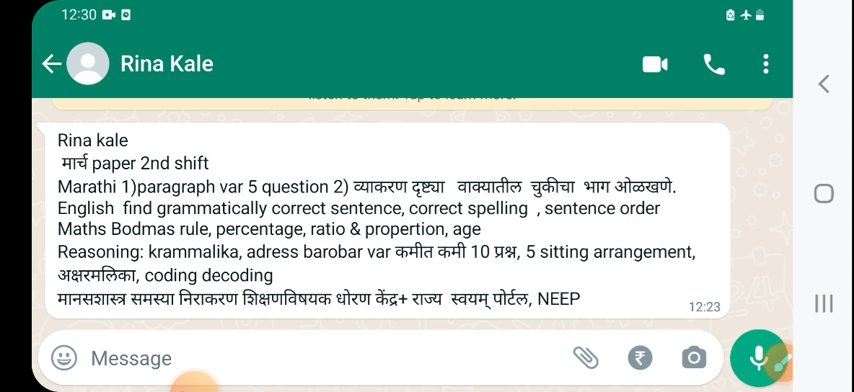 12:30
Rina Kale
Rina kale
मार्च paper 2nd shift
Marathi 1)paragraph var 5 question 2) व्याकरण दृष्ट्या वाक्यातील चुकीचा भाग ओळखणे.
English find grammatically correct sentence, correct spelling , sentence order
Maths Bodmas rule, percentage, ratio & propertion, age
Reasoning: krammalika, adress barobar var कमीत कमी 10 प्रश्न, 5 sitting arrangement,
अक्षरमलिका, coding decoding
मानसशास्त्र समस्या निराकरण शिक्षणविषयक धोरण केंद्र+ राज्य स्वयम् पोर्टल, NEEP
12:23
Message